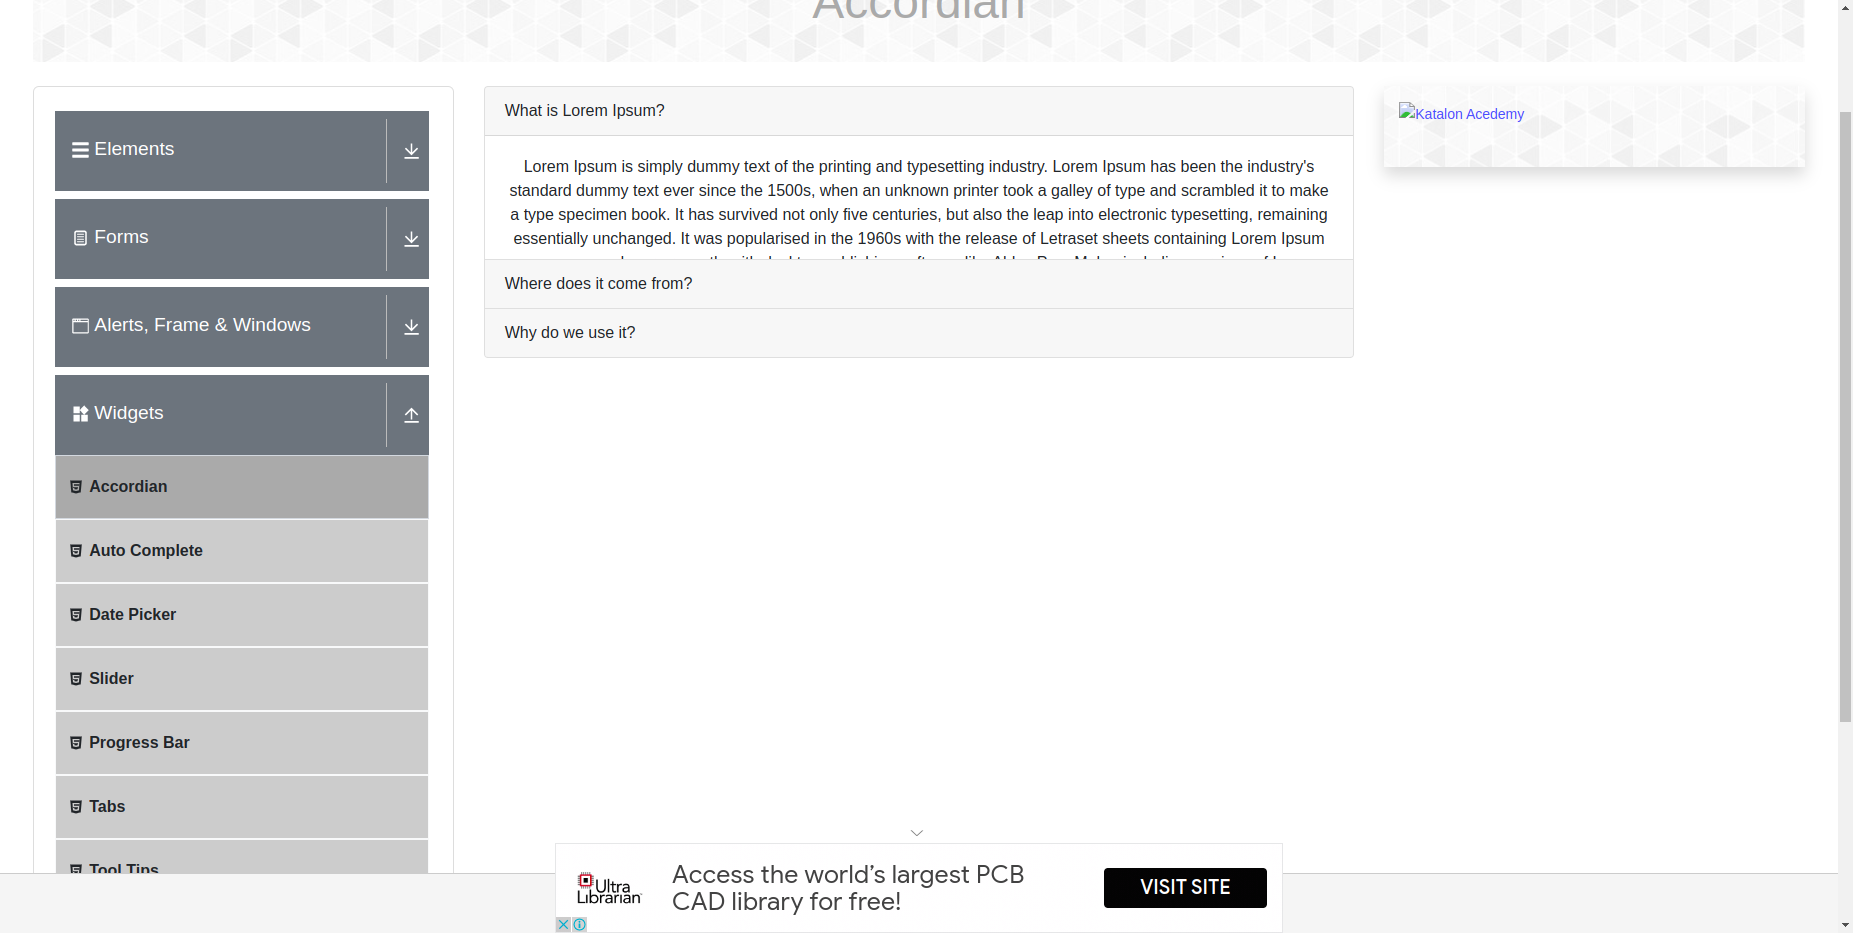 Accordian
Elements
Forms
Alerts, Frame & Windows
Widgets
Accordian
Auto Complete
Date Picker
Slider
Progress Bar
Tabs
Tool Tips
What is Lorem Ipsum?
Lorem Ipsum is simply dummy text of the printing and typesetting industry. Lorem Ipsum has been the industry's
standard dummy text ever since the 1500s, when an unknown printer took a galley of type and scrambled it to make
a type specimen book. It has survived not only five centuries, but also the leap into electronic typesetting, remaining
essentially unchanged. It was popularised in the 1960s with the release of Letraset sheets containing Lorem Ipsum
Where does it come from?
Why do we use it?
Katalon Acedemy
Ultra
Librarian
Access the world's largest PCB
CAD library for free!
VISIT SITE